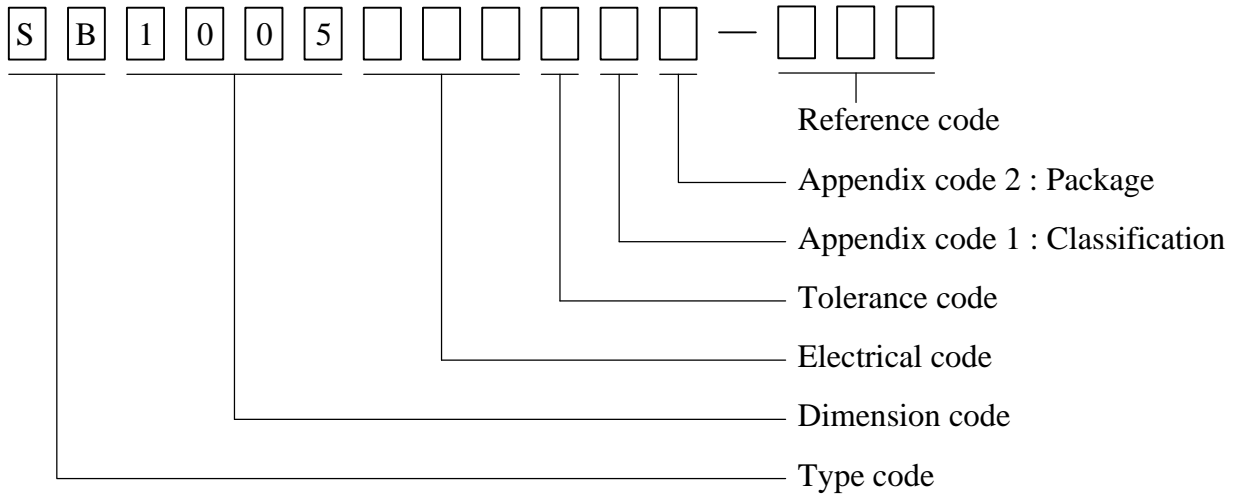 S B 1 0 0 5 —
Reference code
Appendix code 2 : Package
Appendix code 1 : Classification
Tolerance code
Electrical code
Dimension code
Type code